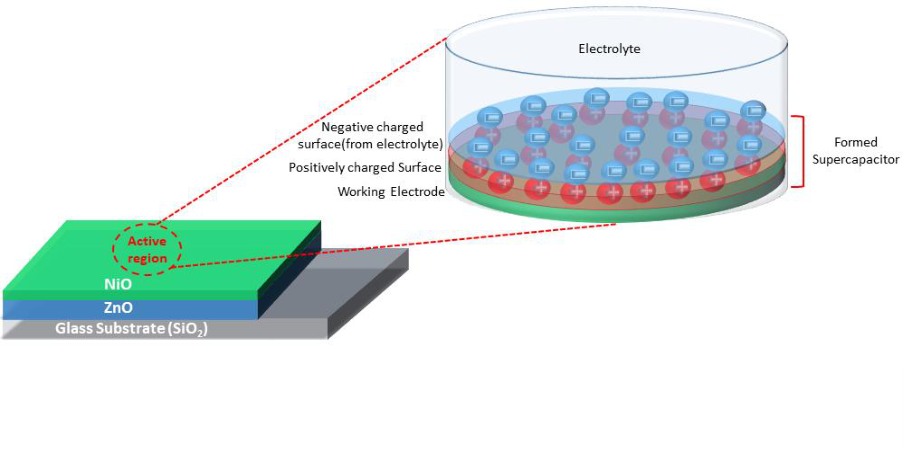 Electrolyte
Negative charged
surface(from electrolyte)
Positively charged Surface
Working Electrode
Formed
Supercapacitor
Active
region
NiO
ZnO
Glass Substrate (SiO₂)